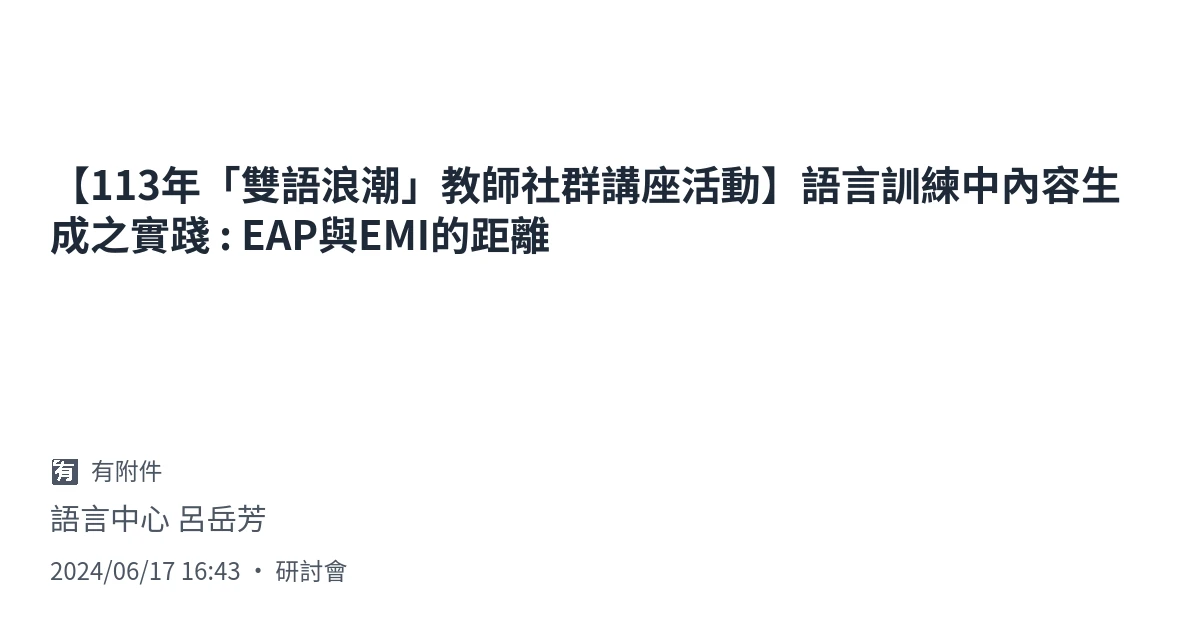 【113年「雙語浪潮」教師社群講座活動】語言訓練中內容生
成之實踐 : EAP與EMI的距離
有 有附件
語言中心 呂岳芳
2024/06/17 16:43 • 研討會